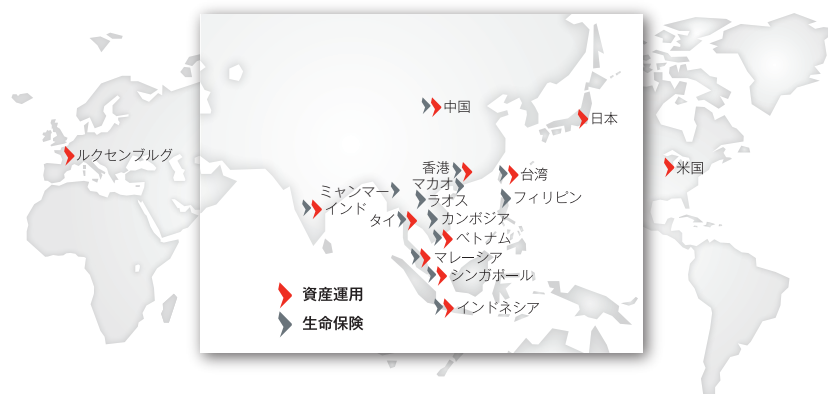 中国
日本
ルクセンブルグ
香港
台湾
米国
マカオ
ミャンマー
ラオス
フィリピン
インド
タイ
カンボジア
ベトナム
マレーシア
シンガポール
資産運用
インドネシア
生命保険